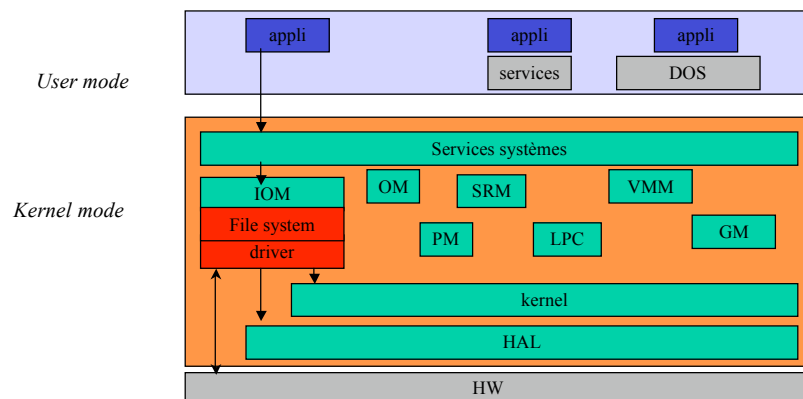 appli
appli
appli
User mode
services
DOS
Services systèmes
IOM
OM
SRM
VMM
Kernel mode
File system
PM
LPC
GM
driver
kernel
HAL
HW